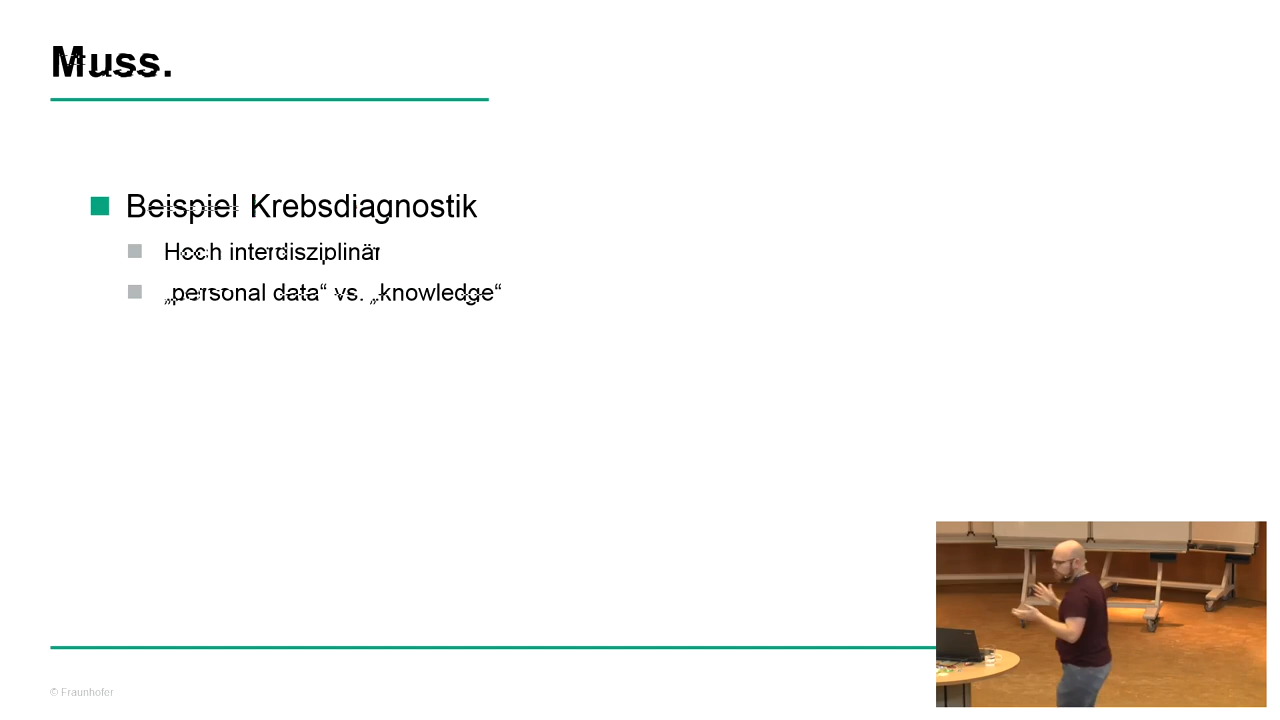 Muss.
Beispiel Krebsdiagnostik
Hoch interdisziplinär
„personal data“ vs. „knowledge“
© Fraunhofer